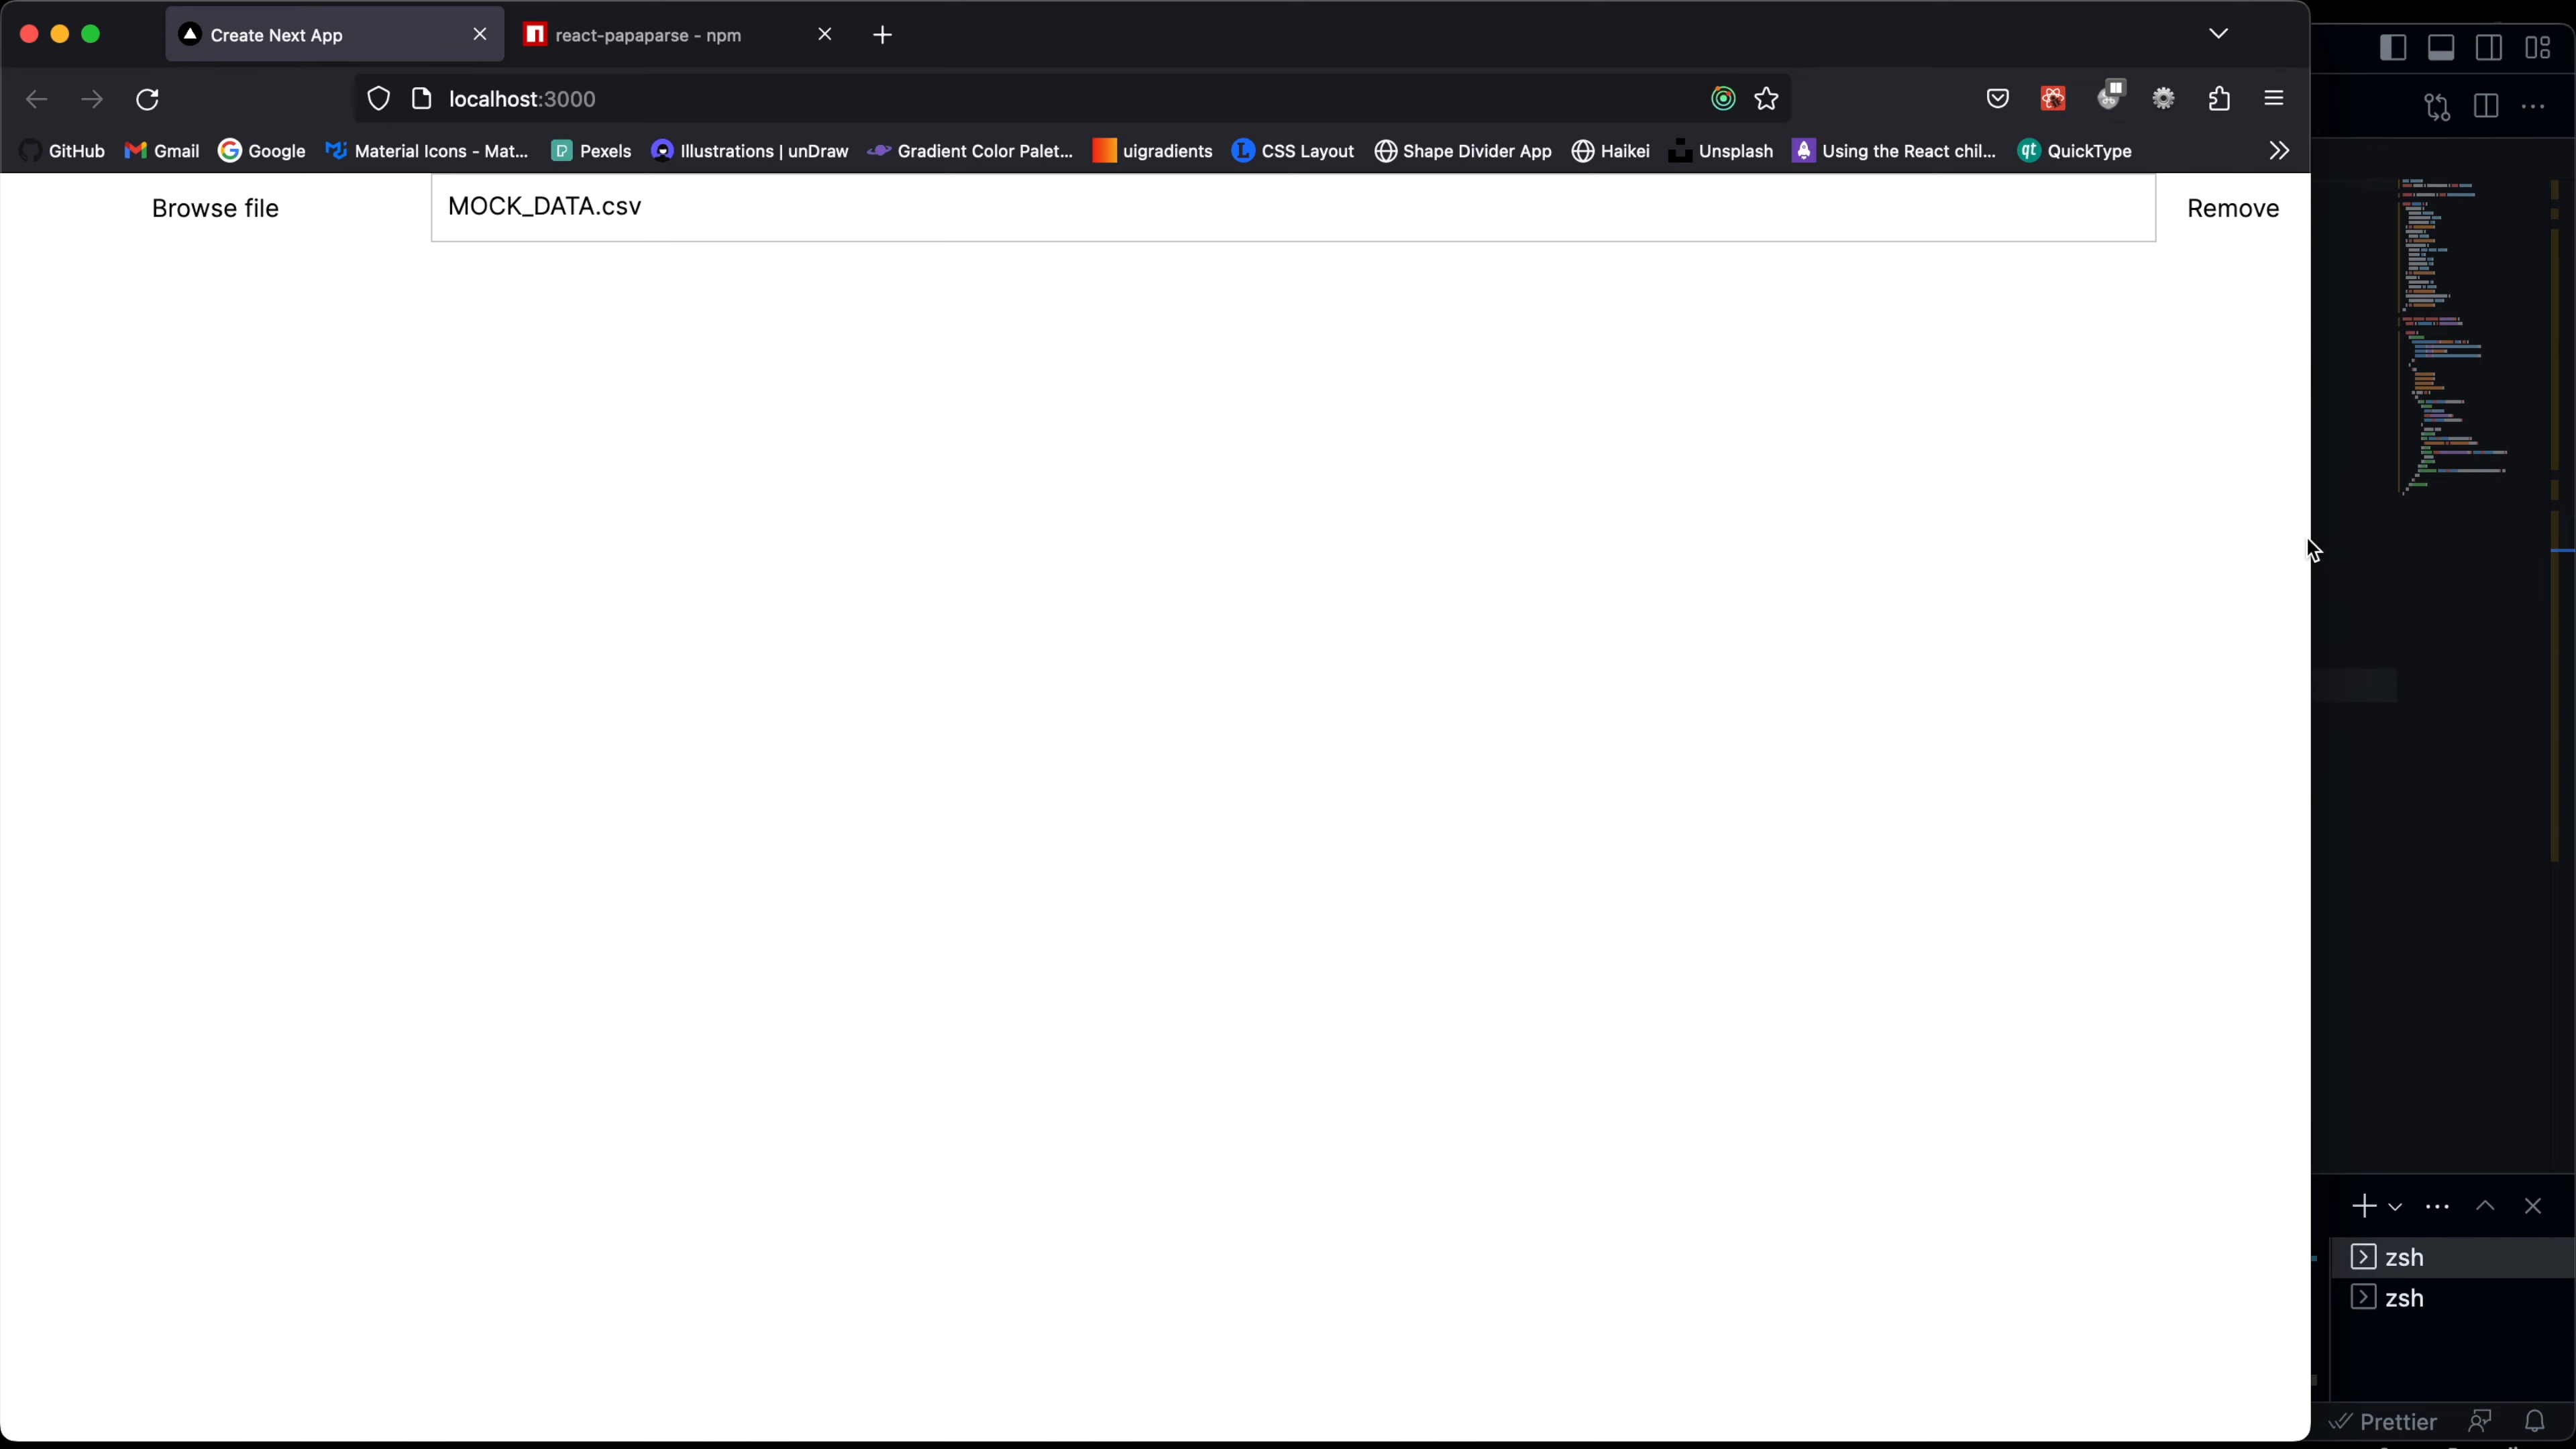 Create Next App
react-papaparse - npm
localhost:3000
GitHub
Gmail
Google
Material Icons - Mat...
Pexels
Illustrations | unDraw
Gradient Color Palet...
uigradients
CSS Layout
Shape Divider App
Haikei
Unsplash
Using the React chil...
QuickType
Browse file
MOCK_DATA.csv
Remove
zsh
zsh
Prettier